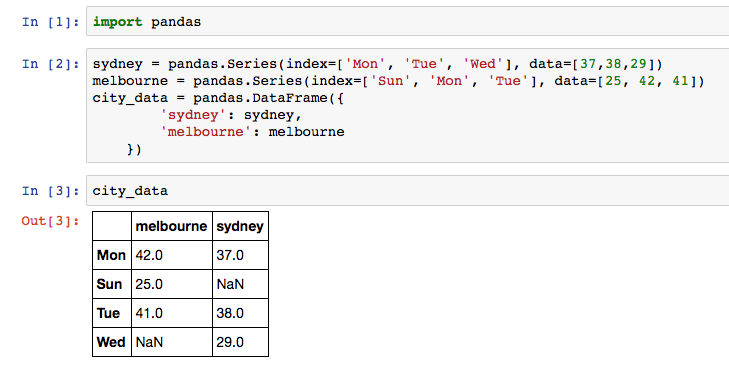 In [1]: import pandas
In [2]: sydney = pandas.Series(index=['Mon', 'Tue', 'Wed'], data=[37,38,29])
melbourne = pandas.Series(index=['Sun', 'Mon', 'Tue'], data=[25, 42, 41])
city_data = pandas.DataFrame({
'sydney': sydney,
'melbourne': melbourne
})
In [3]: city_data
Out[3]:
melbourne sydney
Mon 42.0 37.0
Sun 25.0 NaN
Tue 41.0 38.0
Wed NaN 29.0